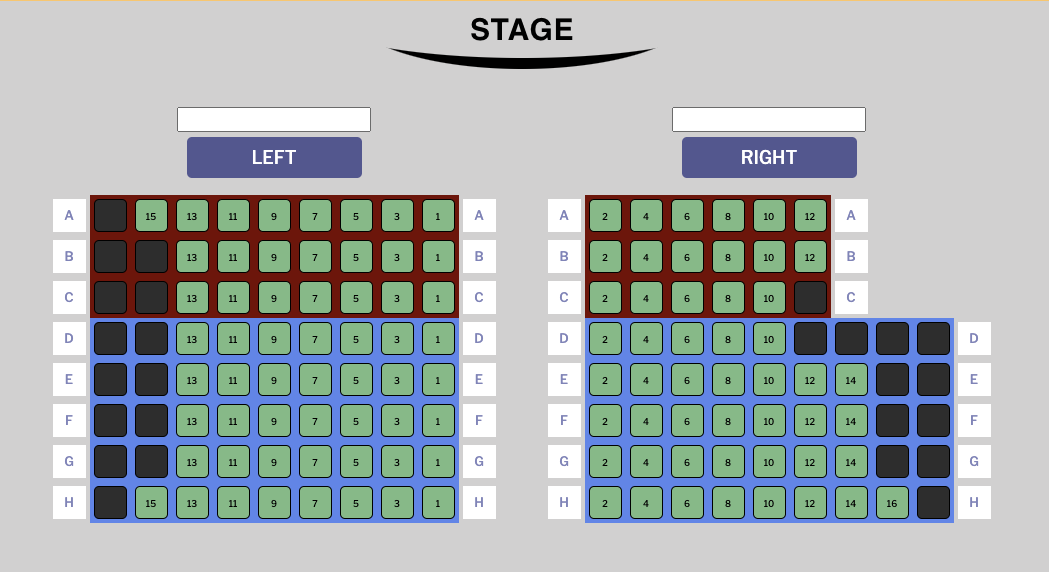 STAGE
LEFT RIGHT
A 15 13 11 9 7 5 3 1 A A 2 4 6 8 10 12 A
B 13 11 9 7 5 3 1 B B 2 4 6 8 10 12 B
C 13 11 9 7 5 3 1 C C 2 4 6 8 10 C
D 13 11 9 7 5 3 1 D D 2 4 6 8 10 D
E 13 11 9 7 5 3 1 E E 2 4 6 8 10 12 14 E
F 13 11 9 7 5 3 1 F F 2 4 6 8 10 12 14 F
G 13 11 9 7 5 3 1 G G 2 4 6 8 10 12 14 G
H 15 13 11 9 7 5 3 1 H H 2 4 6 8 10 12 14 16 H